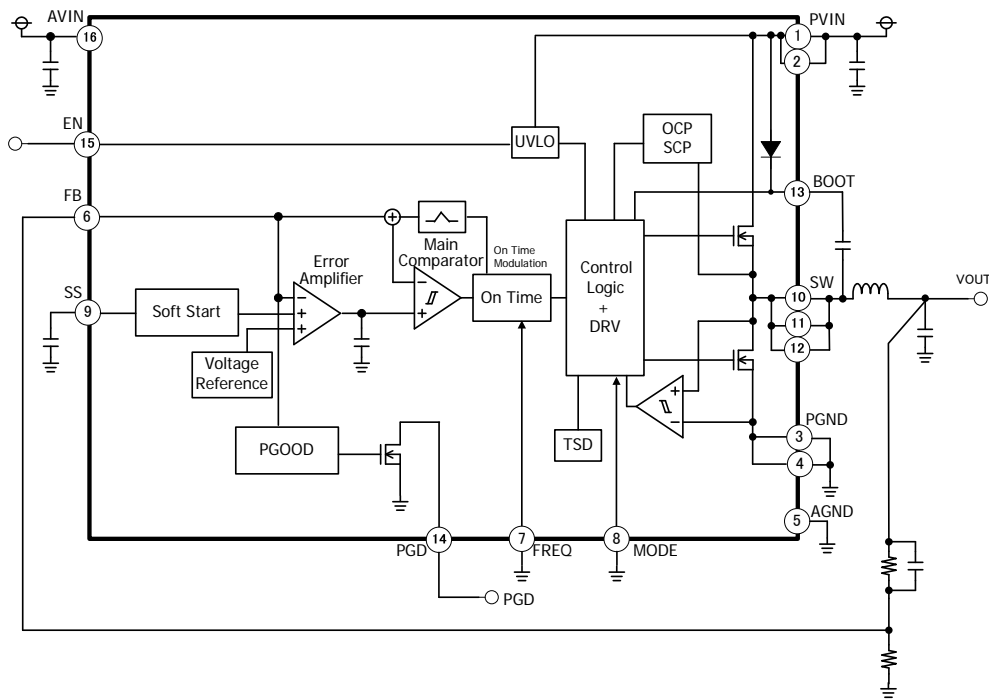 AVIN
16
PVIN
1
2
EN
15
UVLO
OCP
SCP
13
BOOT
FB
6
Main
Comparator
On Time
Modulation
Error
Amplifier
SS
9
Soft Start
On Time
Control
Logic
+
DRV
SW
10
11
12
VOUT
Voltage
Reference
PGOOD
TSD
PGND
3
4
5
AGND
PGD
14
7
FREQ
8
MODE
PGD